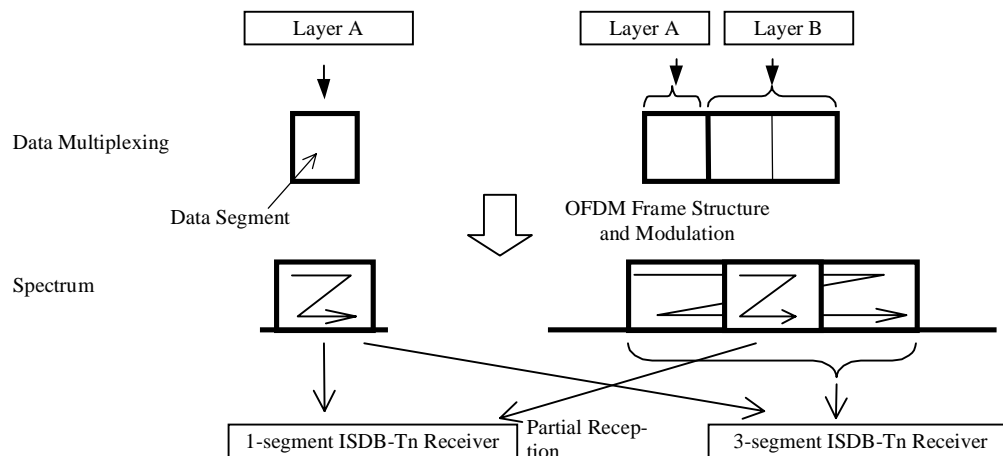 Layer A
Layer A
Layer B
Data Multiplexing
Data Segment
OFDM Frame Structure
and Modulation
Spectrum
Partial Recep-
tion
1-segment ISDB-Tn Receiver
3-segment ISDB-Tn Receiver